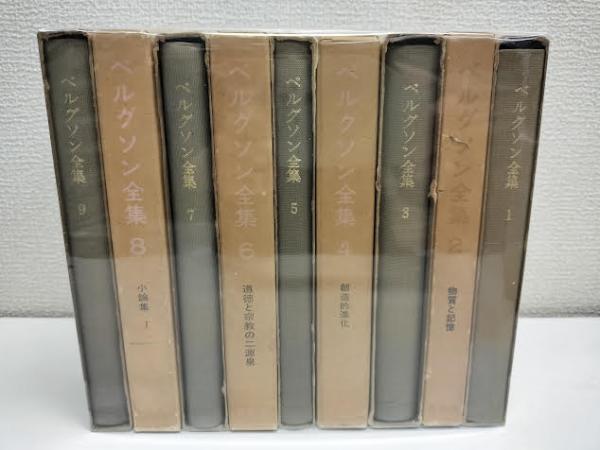 ベルグソン全集 9
ベルグソン全集 8
小論集 I
ベルグソン全集 7
ベルグソン全集 6
道徳と宗教の二源泉
ベルグソン全集 5
ベルグソン全集 4
創造的進化
ベルグソン全集 3
ベルグソン全集 2
物質と記憶
ベルグソン全集 1